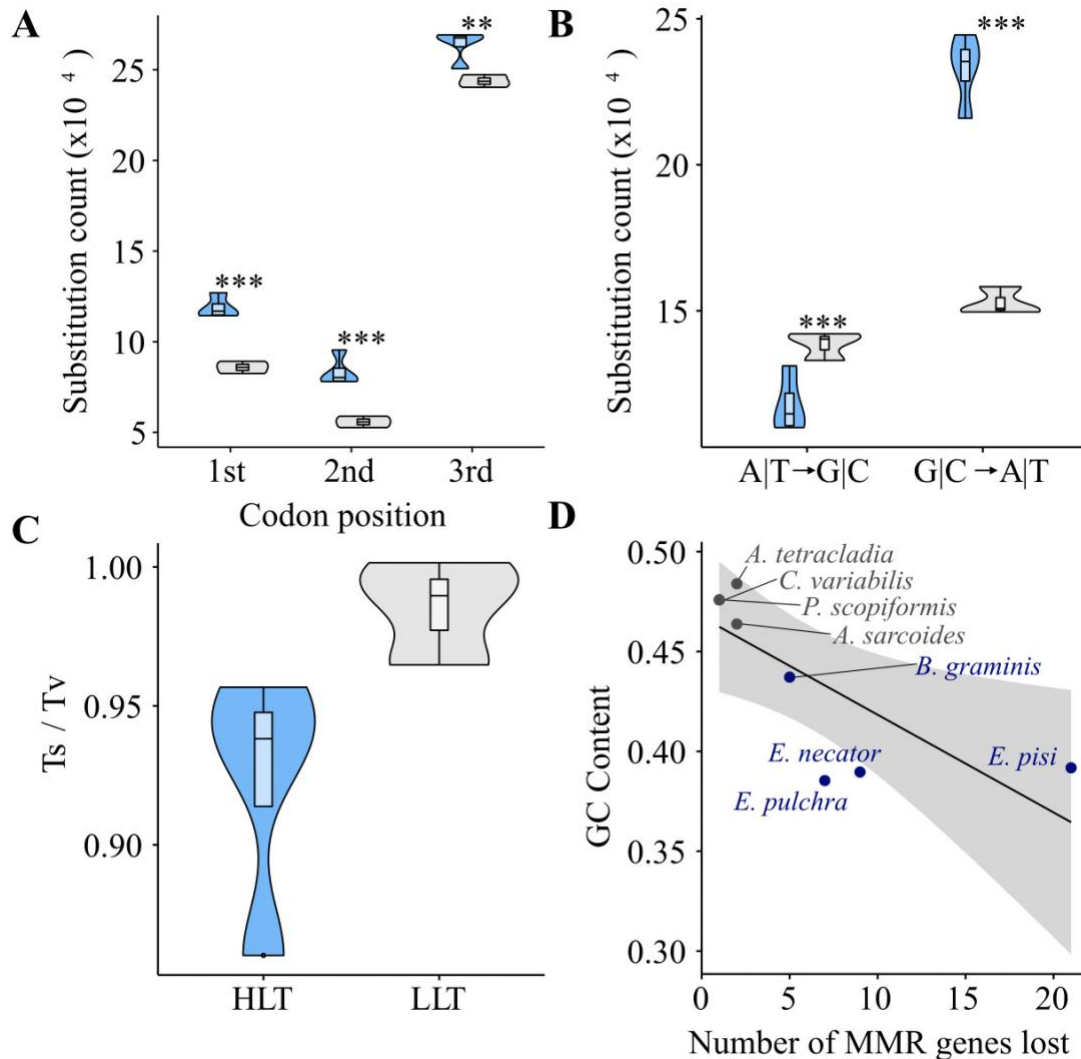 A
Substitution count (x10 4 )
25
20
15
10
5
**
***
***
1st 2nd 3rd
Codon position
B
Substitution count (x10 4 )
25
15
***
***
A|T→G|C G|C→A|T
C
Ts / Tv
1.00
0.95
0.90
HLT LLT
D
GC Content
0.50
0.45
0.40
0.35
0.30
A. tetracladia
C. variabilis
P. scopiformis
A. sarcoides
B. graminis
E. necator
E. pisi
E. pulchra
0 5 10 15 20
Number of MMR genes lost